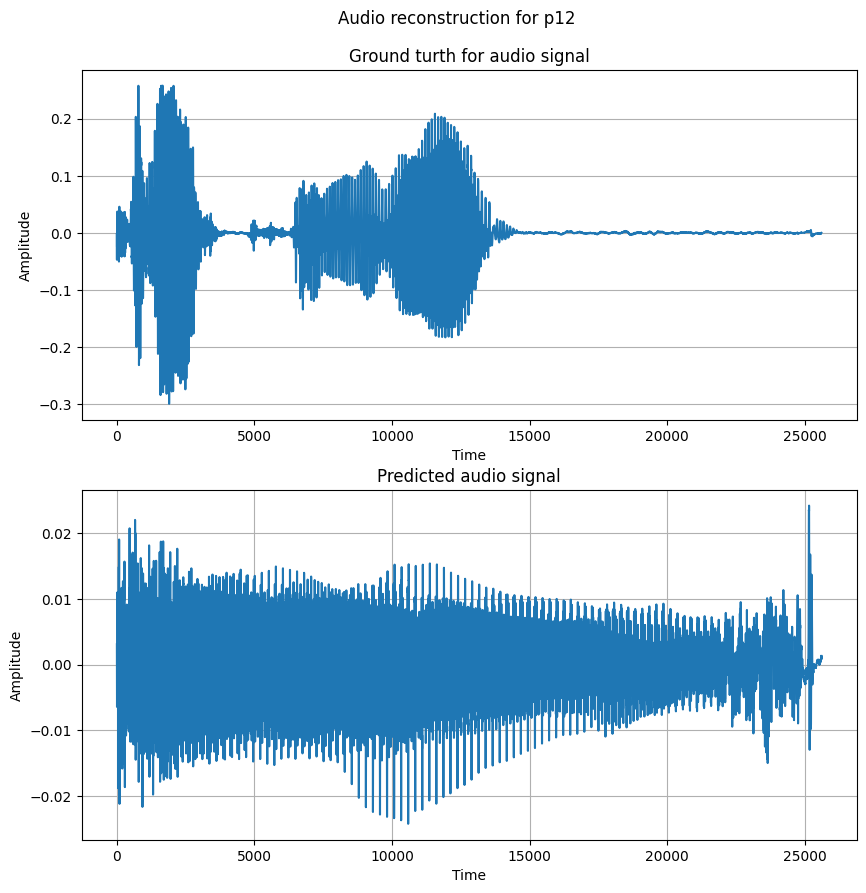 Audio reconstruction for p12
Ground turth for audio signal
0.2
0.1
0.0
−0.1
−0.2
−0.3
Amplitude
0 5000 10000 15000 20000 25000
Time
Predicted audio signal
0.02
0.01
0.00
−0.01
−0.02
Amplitude
0 5000 10000 15000 20000 25000
Time